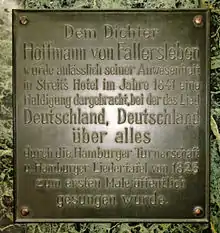 Dem Dichter
Hoffmann von Fallersleben
wurde anlässlich seiner Anwesenheit
in Streits Hotel im Jahre 1841 eine
Huldigung dargebracht, bei der das Lied
Deutschland, Deutschland
über alles
durch die Hamburger Turnerschaft
u. Hamburger Liedertafel von 1823
zum ersten Male öffentlich
gesungen wurde.